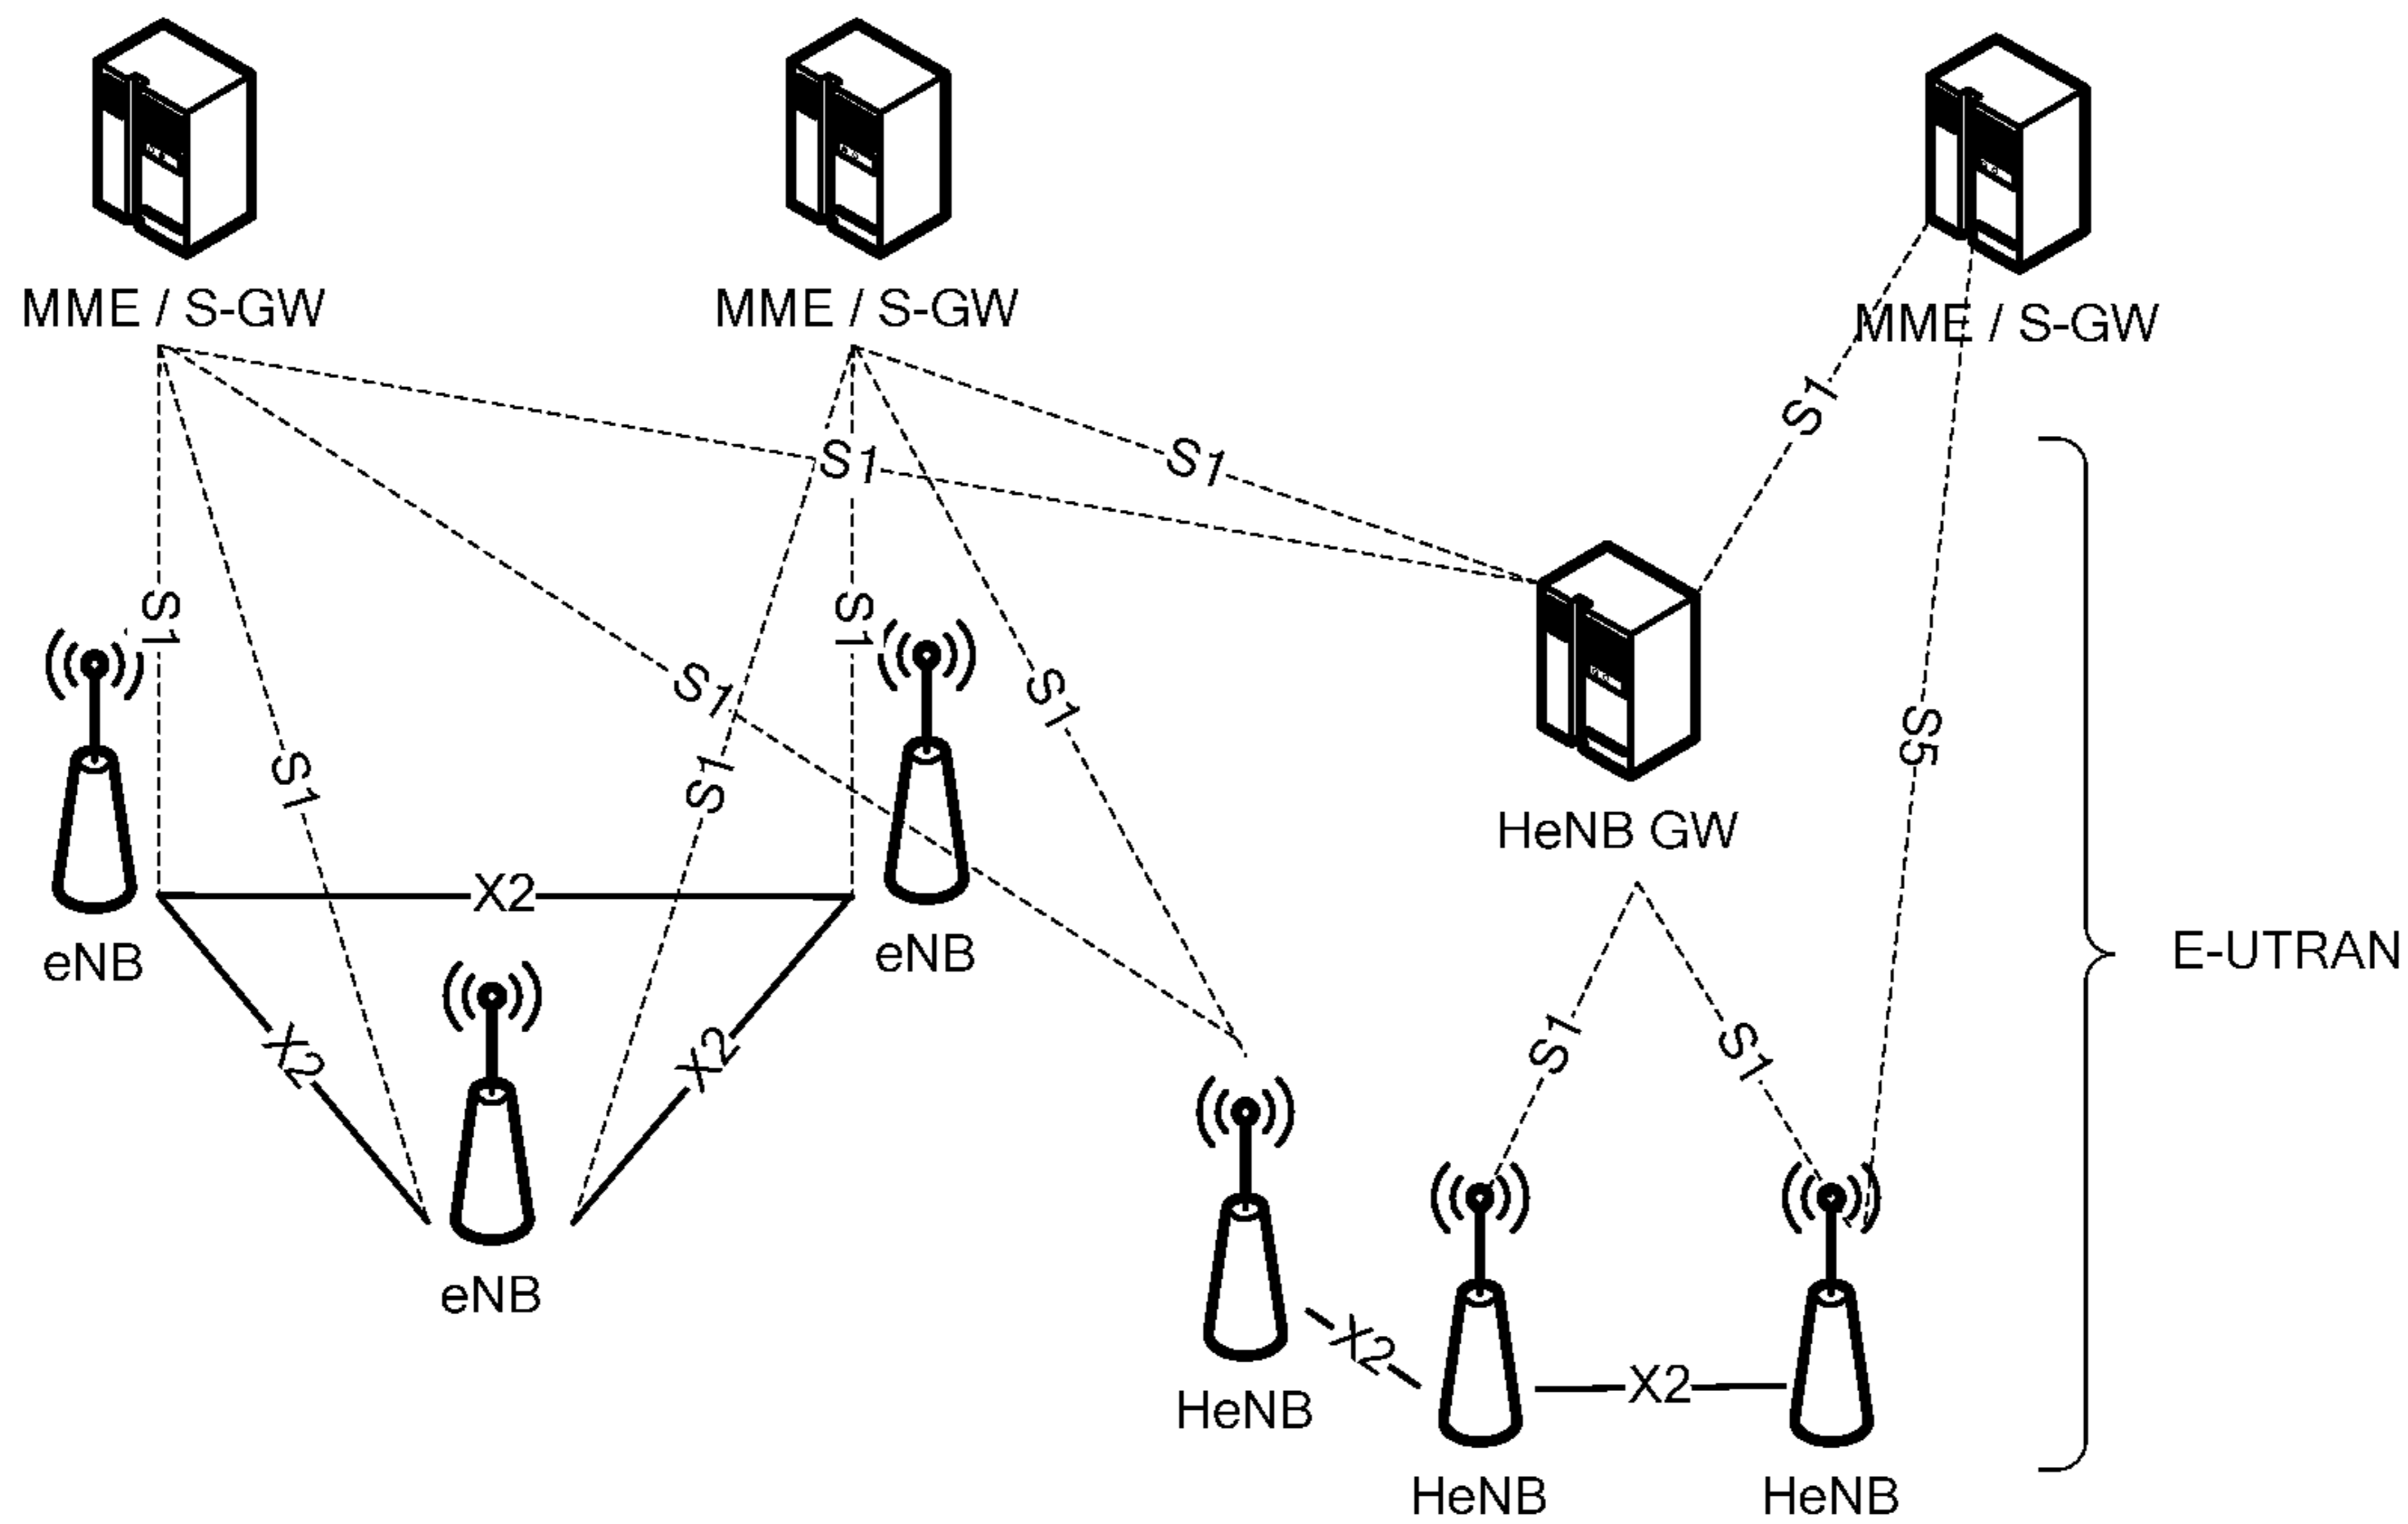 MME / S-GW
MME / S-GW
MME / S-GW
S1
S1
S1
S1
S1
S1
S1
S1
S5
S1
HeNB GW
X2
eNB
eNB
E-UTRAN
X2
X2
S1
S1
eNB
X2
X2
HeNB
HeNB
HeNB